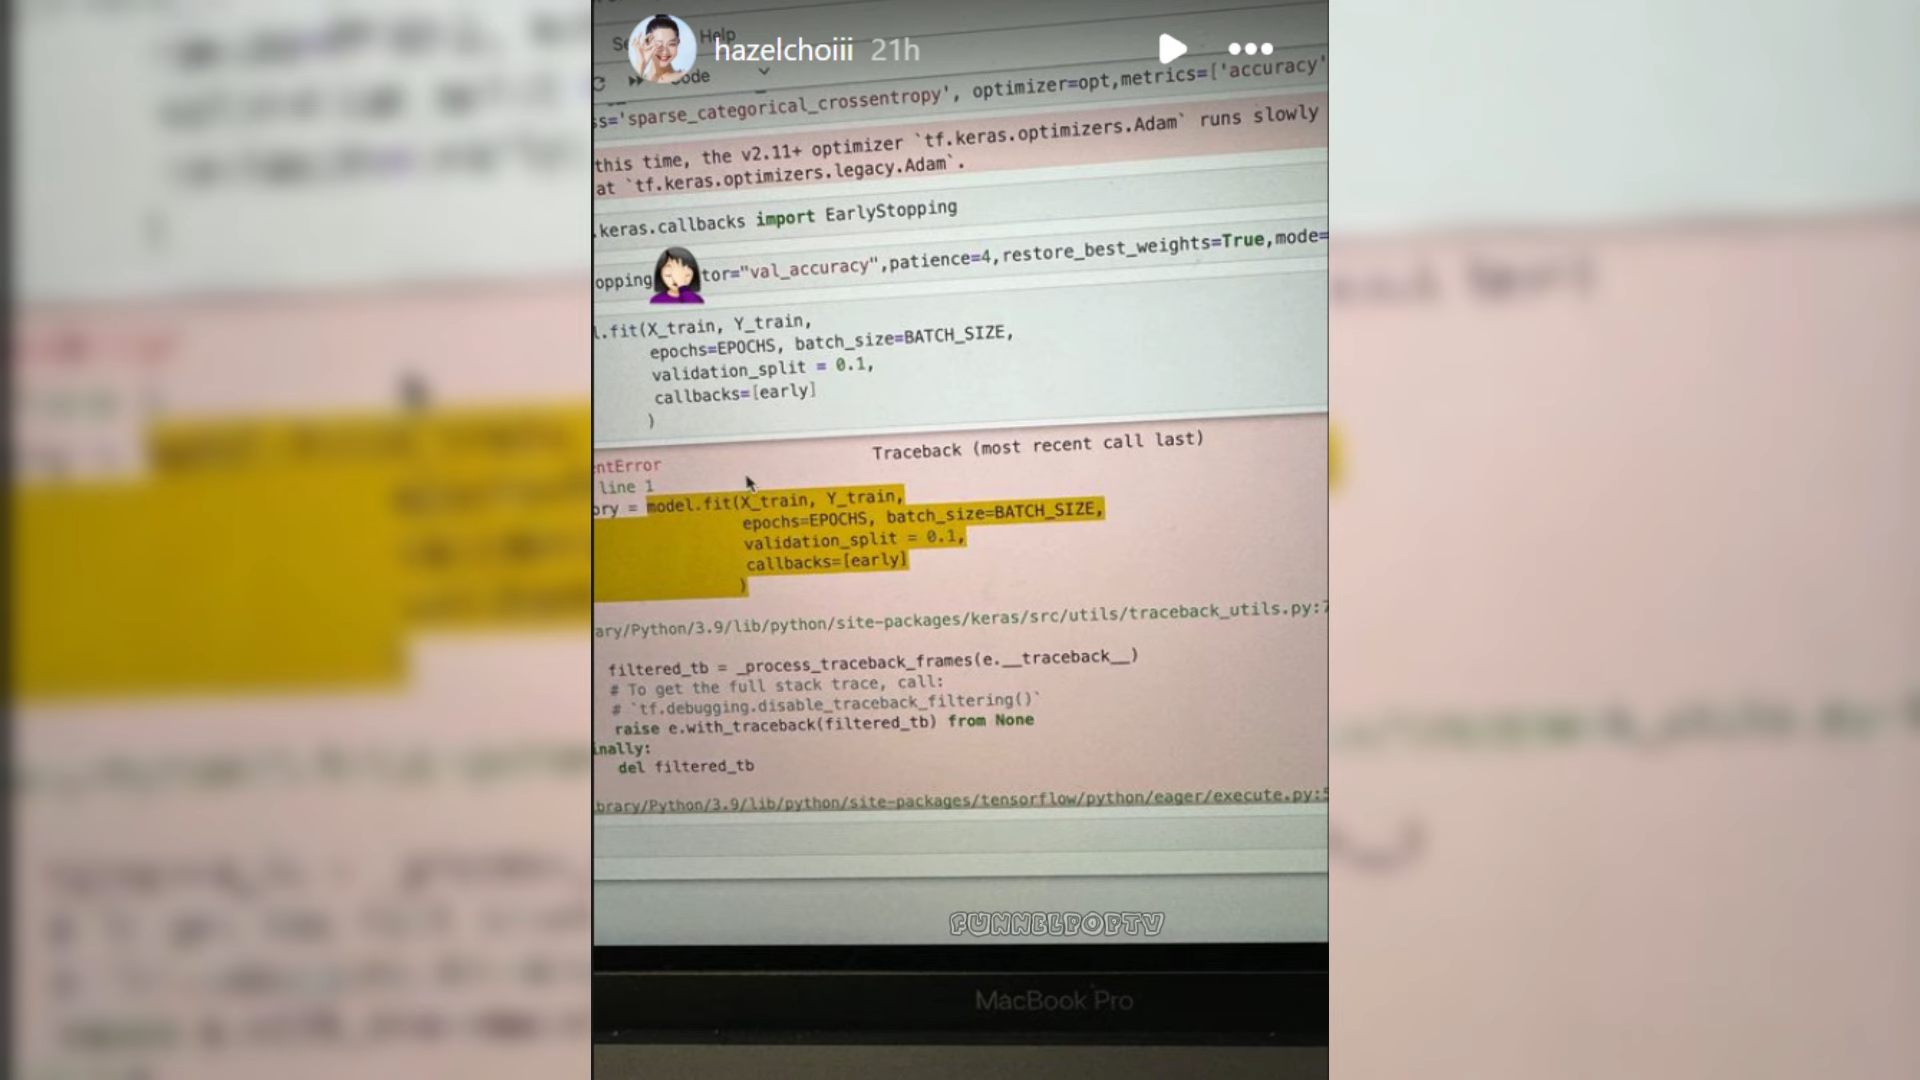 hazelchoiii 21h
Help
ss='sparse_categorical_crossentropy', optimizer=opt,metrics=['accuracy'
this time, the v2.11+ optimizer `tf.keras.optimizers.Adam` runs slowly
at `tf.keras.optimizers.legacy.Adam`.
.keras.callbacks import EarlyStopping
opping tor="val_accuracy",patience=4,restore_best_weights=True,mode=
l.fit(X_train, Y_train,
epochs=EPOCHS, batch_size=BATCH_SIZE,
validation_split = 0.1,
callbacks=[early]
)
Traceback (most recent call last)
ntError
line 1
ory = model.fit(X_train, Y_train,
epochs=EPOCHS, batch_size=BATCH_SIZE,
validation_split = 0.1,
callbacks=[early]
)
ary/Python/3.9/lib/python/site-packages/keras/src/utils/traceback_utils.py:7
filtered_tb = _process_traceback_frames(e.__traceback__)
# To get the full stack trace, call:
# `tf.debugging.disable_traceback_filtering()`
raise e.with_traceback(filtered_tb) from None
inally:
del filtered_tb
brary/Python/3.9/lib/python/site-packages/tensorflow/python/eager/execute.py:5
FUNNELPOPTV
MacBook Pro